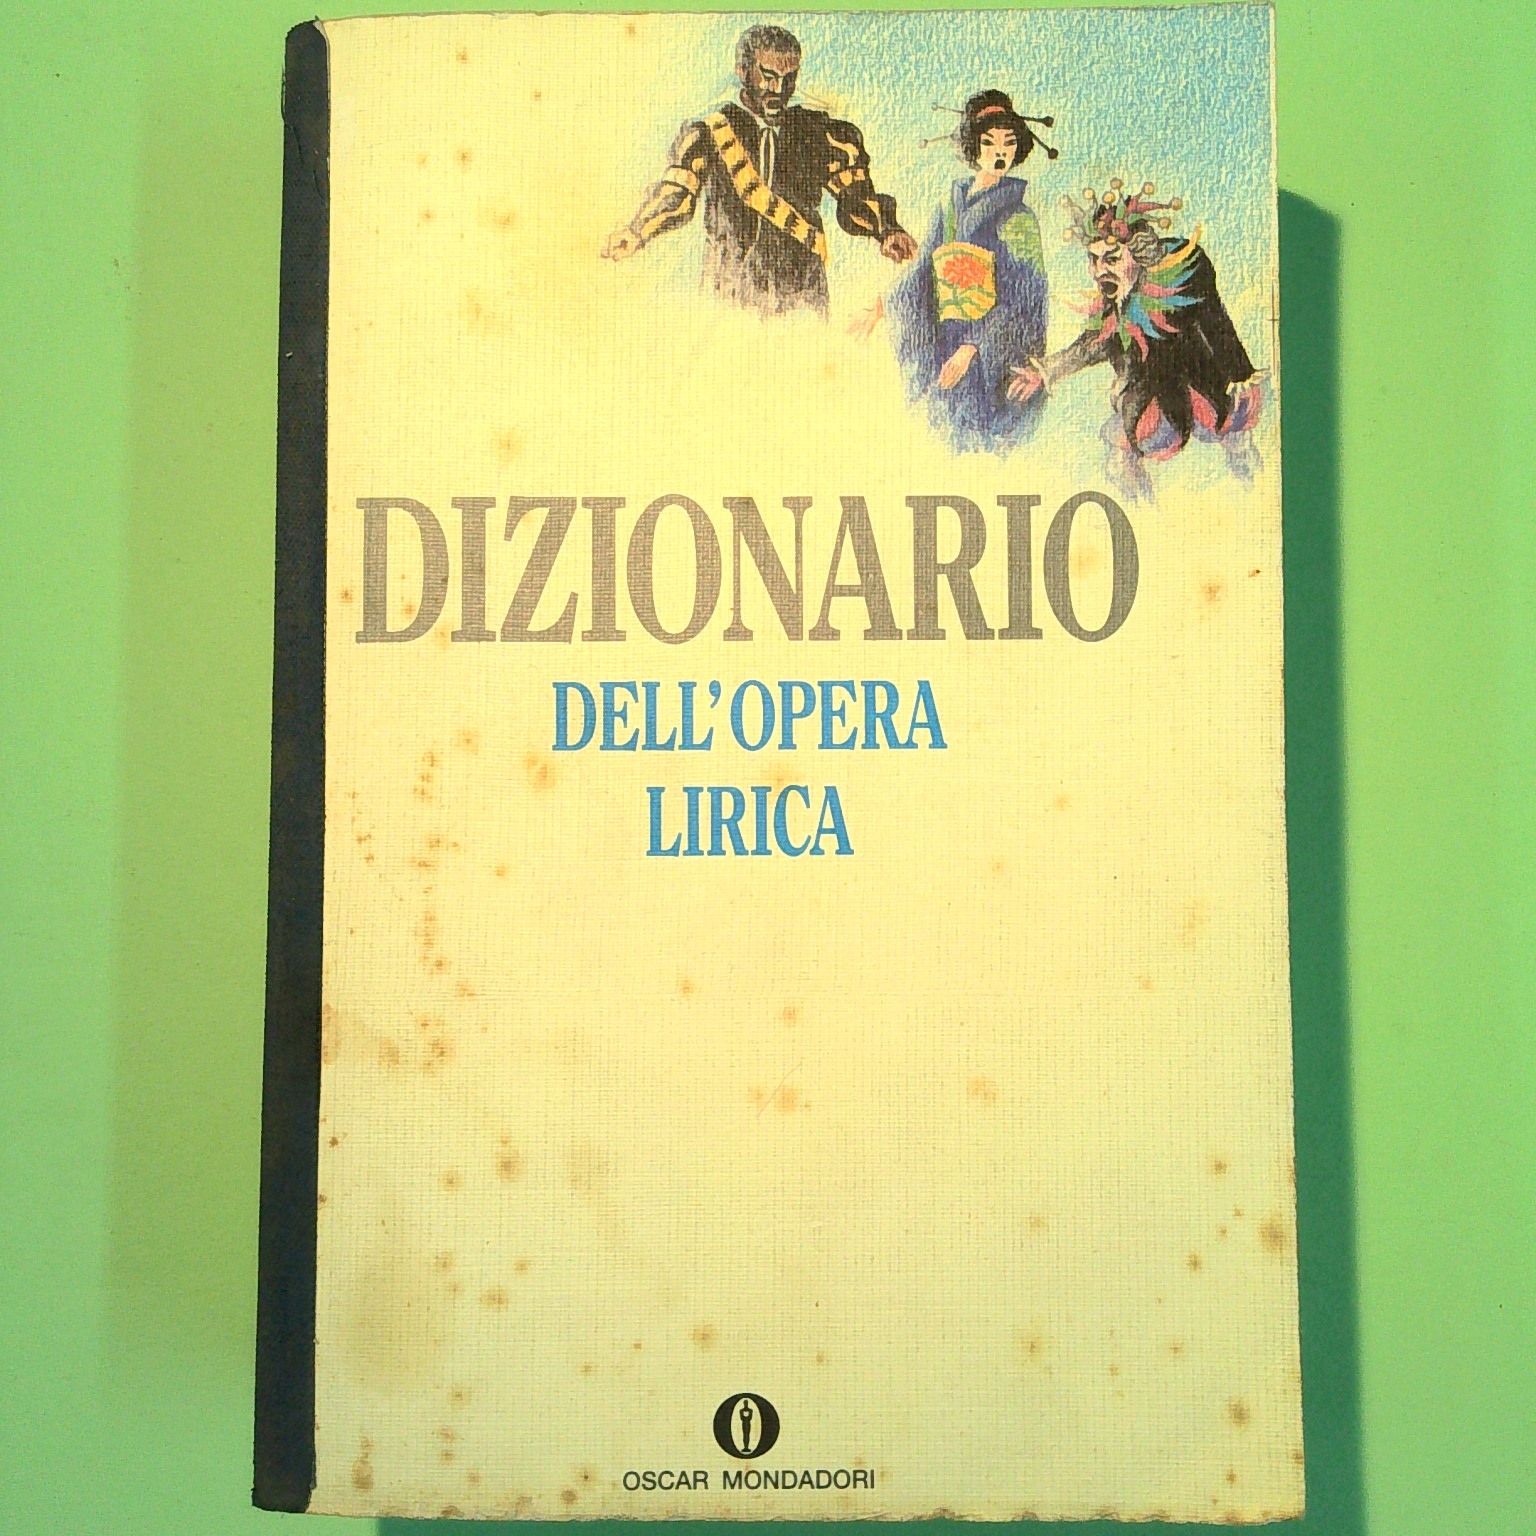 DIZIONARIO
DELL'OPERA
LIRICA
OSCAR MONDADORI